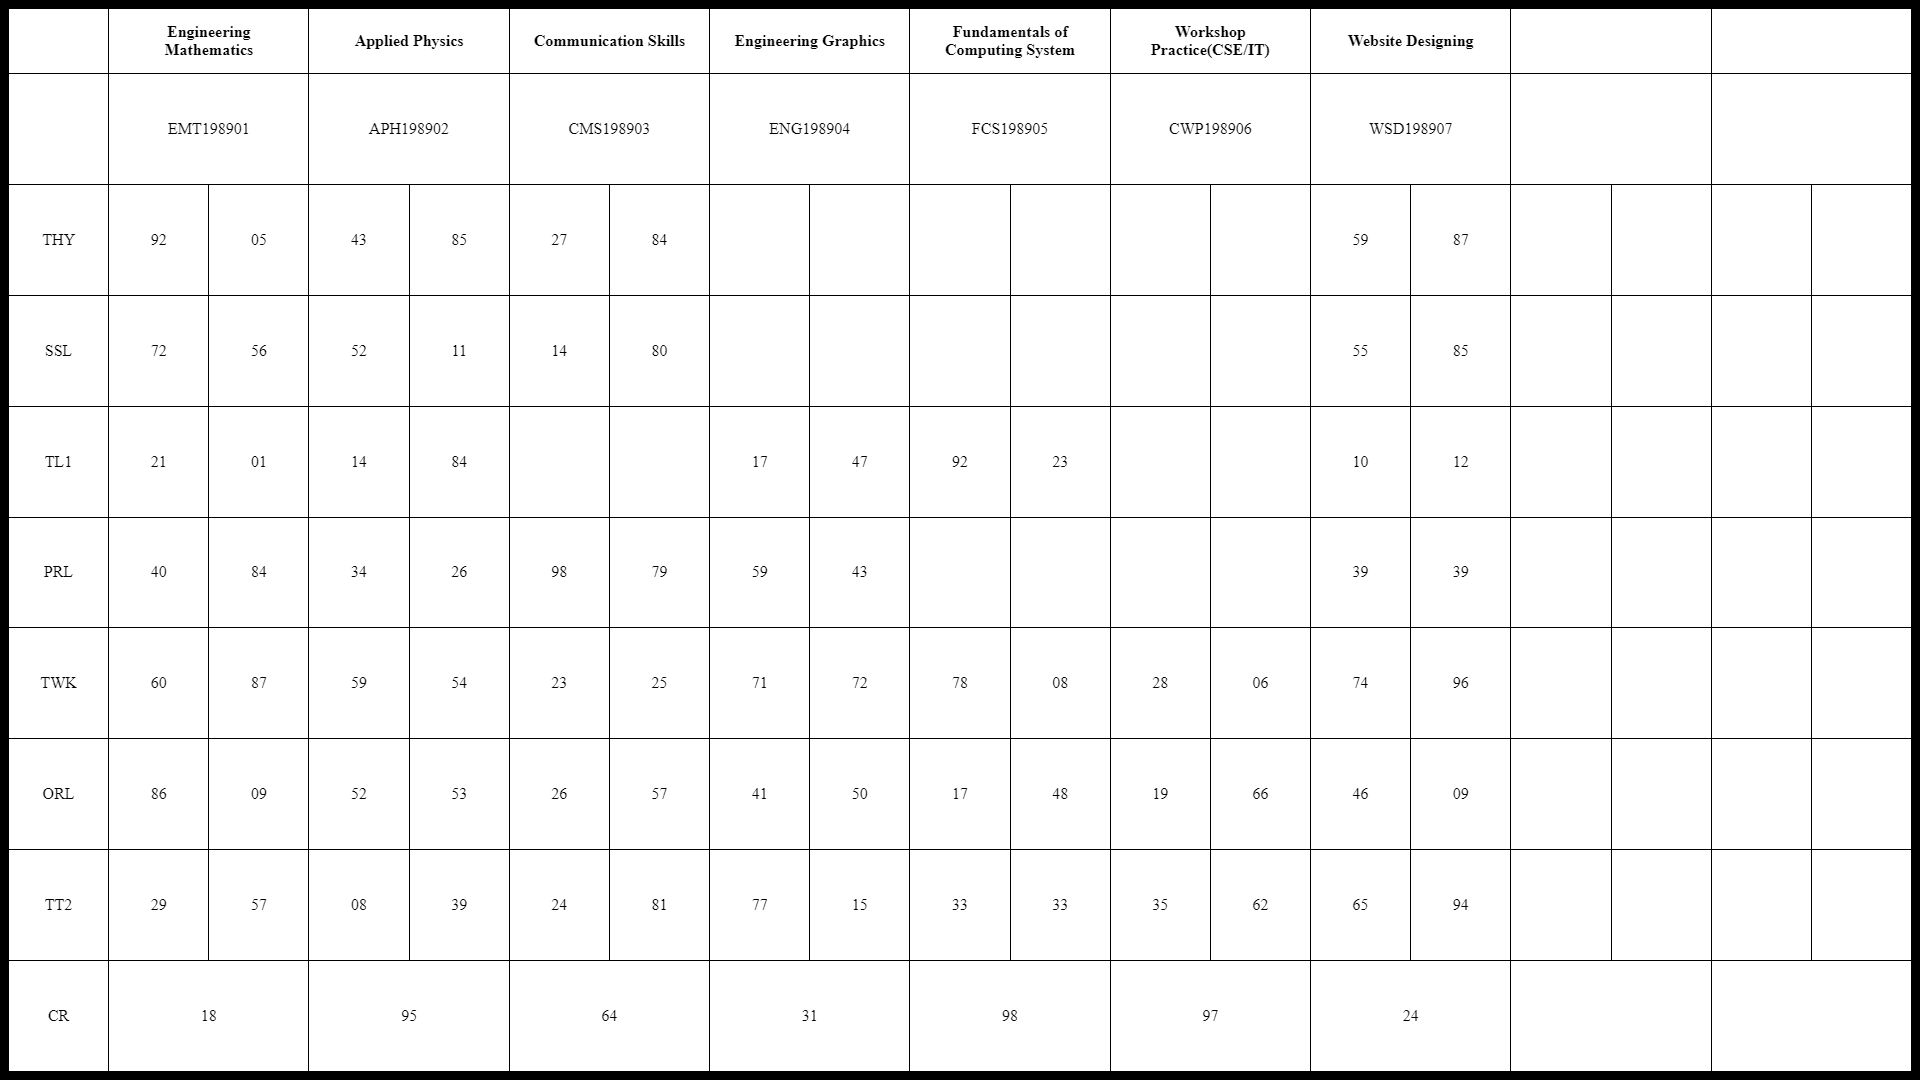 Engineering Mathematics Applied Physics Communication Skills Engineering Graphics Fundamentals of Computing System Workshop Practice(CSE/IT) Website Designing
EMT198901 APH198902 CMS198903 ENG198904 FCS198905 CWP198906 WSD198907
THY 92 05 43 85 27 84 59 87
SSL 72 56 52 11 14 80 55 85
TL1 21 01 14 84 17 47 92 23 10 12
PRL 40 84 34 26 98 79 59 43 39 39
TWK 60 87 59 54 23 25 71 72 78 08 28 06 74 96
ORL 86 09 52 53 26 57 41 50 17 48 19 66 46 09
TT2 29 57 08 39 24 81 77 15 33 33 35 62 65 94
CR 18 95 64 31 98 97 24